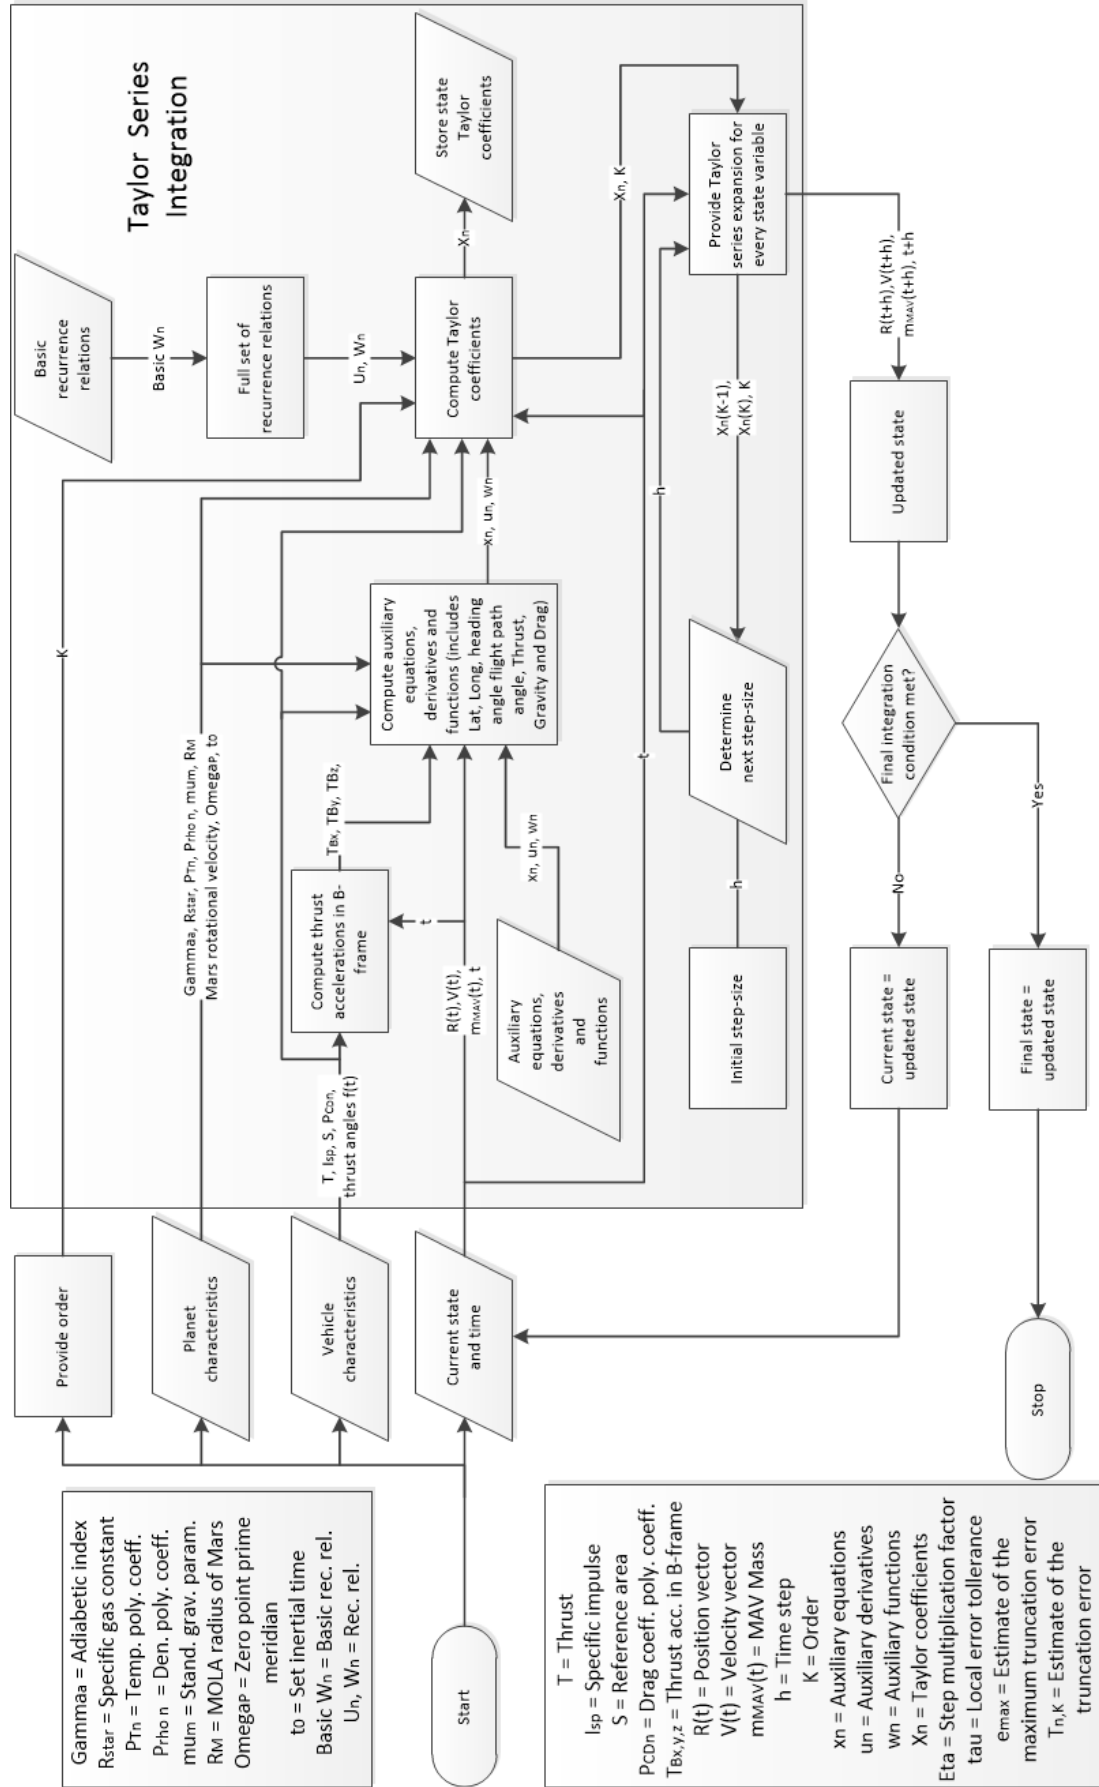 Gammaa = Adiabetic index
Rstar = Specific gas constant
PTn = Temp. poly. coeff.
Prho n = Den. poly. coeff.
mum = Stand. grav. param.
RM = MOLA radius of Mars
OmegaP = Zero point prime
meridian
to = Set inertial time
Basic Wn = Basic rec. rel.
Un, Wn = Rec. rel.
T = Thrust
Isp = Specific impulse
S = Reference area
PCDn = Drag coeff. poly. coeff.
TBx,y,z = Thrust acc. in B-frame
R(t) = Position vector
V(t) = Velocity vector
mMAV(t) = MAV Mass
h = Time step
K = Order
xn = Auxiliary equations
un = Auxiliary derivatives
wn = Auxiliary functions
Xn = Taylor coefficients
Eta = Step multiplication factor
tau = Local error tollerance
emax = Estimate of the
maximum truncation error
Tn,K = Estimate of the
truncation error
Start
Provide order
Planet
characteristics
Vehicle
characteristics
Current state
and time
Stop
Taylor Series
Integration
K
Gammaa, Rstar, PTn, Prho n, mum, RM
Mars rotational velocity, OmegaP, to
T, Isp, S, PCDn,
thrust angles f(t)
R(t),V(t),
mMAV(t), t
t
Compute thrust
accelerations in B-
frame
TBx, TBy, TBz,
Auxiliary
equations,
derivatives
and
functions
xn, un, wn
Compute auxiliary
equations,
derivatives and
functions (includes
Lat, Long, heading
angle flight path
angle, Thrust,
Gravity and Drag)
xn, un, wn
Basic
recurrence
relations
Basic Wn
Full set of
recurrence relations
Un, Wn
Compute Taylor
coefficients
Xn
Store state
Taylor
coefficients
Xn, K
t
Initial step-size
h
Determine
next step-size
h
Xn(K-1),
Xn(K), K
Provide Taylor
series expansion for
every state variable
R(t+h),V(t+h)
mMAV(t+h), t+h
Updated state
Final integration
condition met?
No
Current state =
updated state
Yes
Final state =
updated state